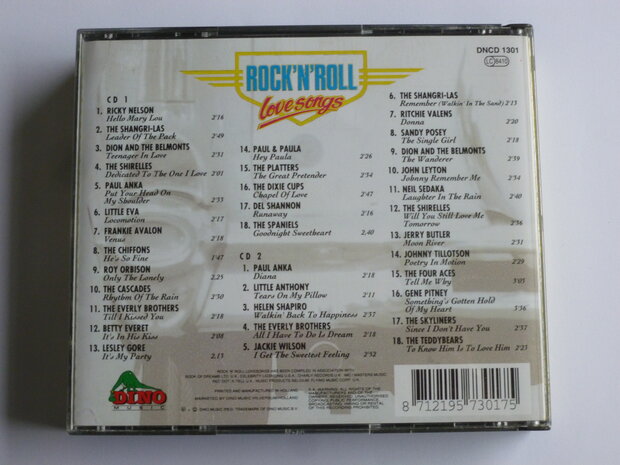 DNCD 1301
LC 8410
ROCK'N'ROLL
love songs
CD 1
1. RICKY NELSON
Hello Mary Lou 2'16
2. THE SHANGRI-LAS
Leader Of The Pack 2'49
3. DION AND THE BELMONTS
Teenager In Love 2'31
4. THE SHIRELLES
Dedicated To The One I Love 2'01
5. PAUL ANKA
Put Your Head On
My Shoulder 2'33
6. LITTLE EVA
Locomotion 2'17
7. FRANKIE AVALON
Venus 2'18
8. THE CHIFFONS
He's So Fine 1'47
9. ROY ORBISON
Only The Lonely 2.25
10. THE CASCADES
Rhythm Of The Rain 2'30
11. THE EVERLY BROTHERS
Till I Kissed You 2'18
12. BETTY EVERET
It's In His Kiss 2'08
13. LESLEY GORE
It's My Party 2'13
14. PAUL & PAULA
Hey Paula 2'26
15. THE PLATTERS
The Great Pretender 2'34
16. THE DIXIE CUPS
Chapel Of Love 2'47
17. DEL SHANNON
Runaway 2'16
18. THE SPANIELS
Goodnight Sweetheart 2.40
CD 2
1. PAUL ANKA
Diana 2'18
2. LITTLE ANTHONY
Tears On My Pillow 2'11
3. HELEN SHAPIRO
Walkin' Back To Happiness 2'37
4. THE EVERLY BROTHERS
All I Have To Do Is Dream 2'18
5. JACKIE WILSON
I Get The Sweetest Feeling 2'52
6. THE SHANGRI-LAS
Remember (Walkin' In The Sand) 2'13
7. RITCHIE VALENS
Donna 2'20
8. SANDY POSEY
The Single Girl 2'18
9. DION AND THE BELMONTS
The Wanderer 2'39
10. JOHN LEYTON
Johnny Remember Me 2'34
11. NEIL SEDAKA
Laughter In The Rain 2'40
12. THE SHIRELLES
Will You Still Love Me
Tomorrow 2'36
13. JERRY BUTLER
Moon River 2'31
14. JOHNNY TILLOTSON
Poetry In Motion 2'29
15. THE FOUR ACES
Tell Me Why 3'05
16. GENE PITNEY
Something's Gotten Hold
Of My Heart 3'36
17. THE SKYLINERS
Since I Don't Have You 2'37
18. THE TEDDYBEARS
To Know Him Is To Love Him 2'23
DINO
MUSIC
PRINTED AND MANUFACTURED IN HOLLAND
8 712195 730175